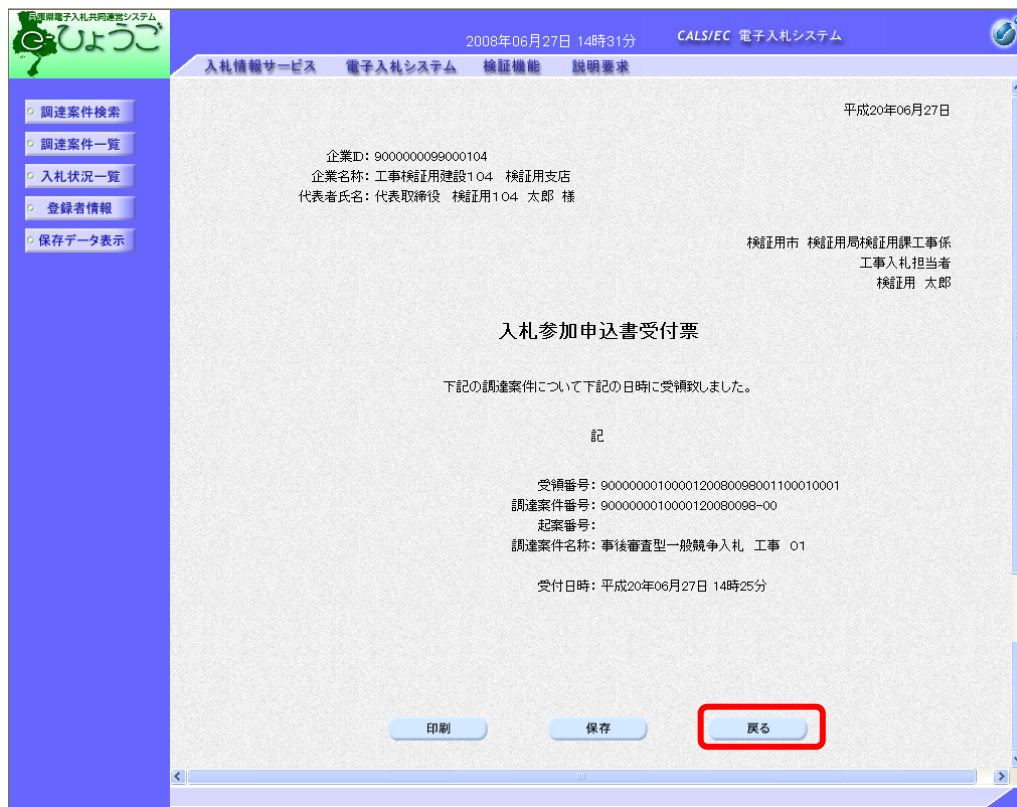 兵庫県電子入札共同運営システム
e-ひょうご
2008年06月27日 14時31分
CALS/EC 電子入札システム
入札情報サービス 電子入札システム 検証機能 説明要求
調達案件検索
調達案件一覧
入札状況一覧
登録者情報
保存データ表示
平成20年06月27日
企業ID: 9000000099000104
企業名称: 工事検証用建設104 検証用支店
代表者氏名: 代表取締役 検証用104 太郎 様
検証用市 検証用局検証用課工事係
工事入札担当者
検証用 太郎
入札参加申込書受付票
下記の調達案件について下記の日時に受領致しました。
記
受領番号: 9000000010000120080098001100010001
調達案件番号: 9000000010000120080098-00
起案番号:
調達案件名称: 事後審査型一般競争入札 工事 01
受付日時: 平成20年06月27日 14時25分
印刷 保存 戻る